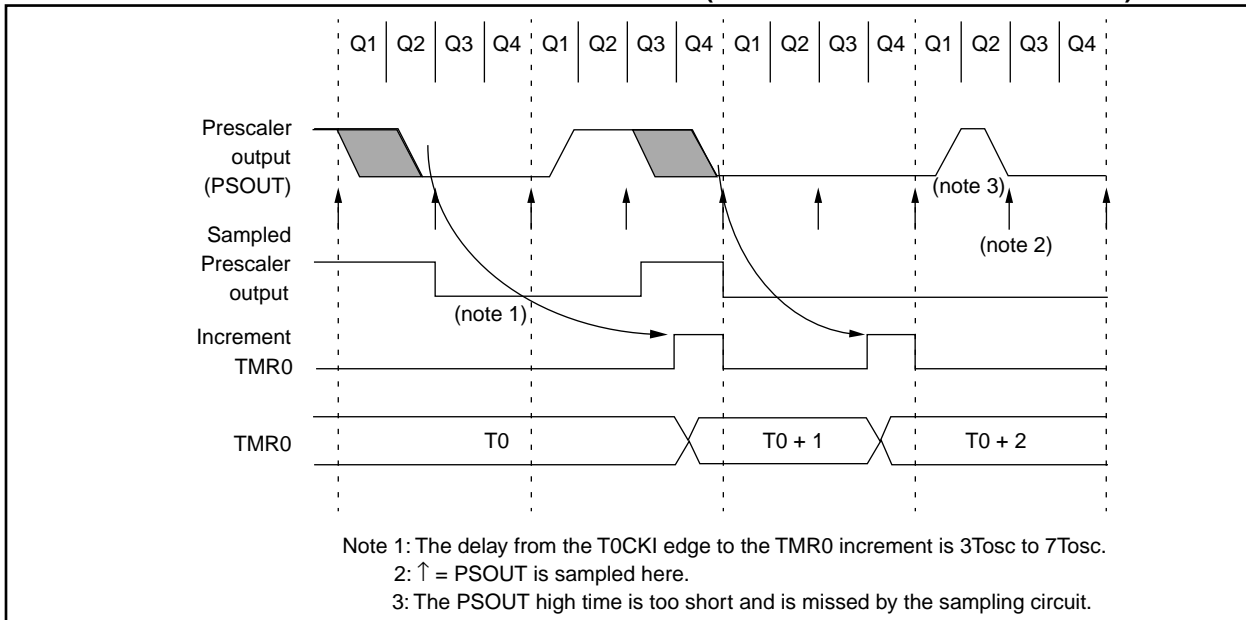 Q1 Q2 Q3 Q4 Q1 Q2 Q3 Q4 Q1 Q2 Q3 Q4 Q1 Q2 Q3 Q4
Prescaler
output
(PSOUT)
(note 3)
(note 2)
Sampled
Prescaler
output
(note 1)
Increment
TMR0
TMR0
T0
T0 + 1
T0 + 2
Note 1: The delay from the T0CKI edge to the TMR0 increment is 3Tosc to 7Tosc.
2: ↑ = PSOUT is sampled here.
3: The PSOUT high time is too short and is missed by the sampling circuit.